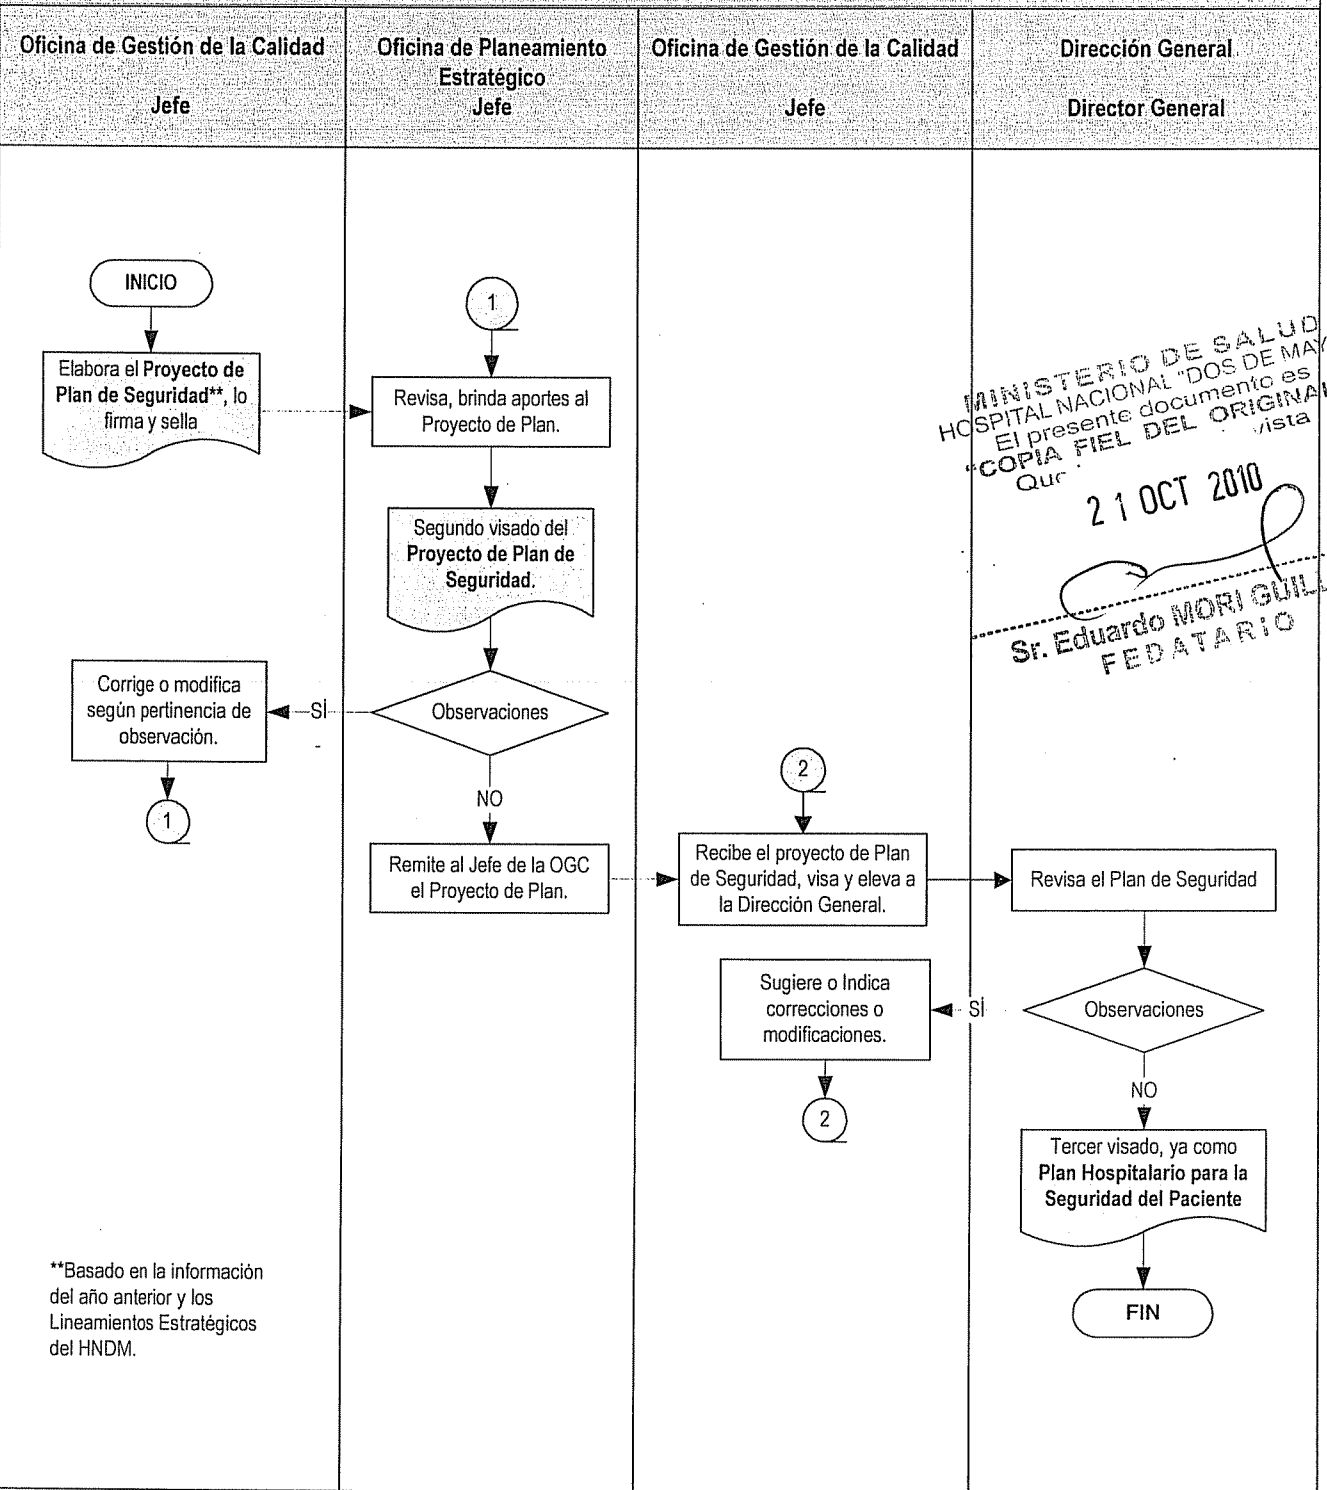 Oficina de Gestión de la Calidad
Jefe
Oficina de Planeamiento
Estratégico
Jefe
Oficina de Gestión de la Calidad
Jefe
Dirección General
Director General
INICIO
Elabora el Proyecto de
Plan de Seguridad**, lo
firma y sella
Corrige o modifica
según pertinencia de
observación.
1
**Basado en la información
del año anterior y los
Lineamientos Estratégicos
del HNDM.
1
Revisa, brinda aportes al
Proyecto de Plan.
Segundo visado del
Proyecto de Plan de
Seguridad.
Observaciones
SÍ
NO
Remite al Jefe de la OGC
el Proyecto de Plan.
2
Recibe el proyecto de Plan
de Seguridad, visa y eleva a
la Dirección General.
Sugiere o Indica
correcciones o
modificaciones.
2
MINISTERIO DE SALUD
HOSPITAL NACIONAL "DOS DE MAY
El presente documento es
"COPIA FIEL DEL ORIGINAL
vista
21 OCT 2010
Sr. Eduardo MORI GUILL
FEDATARIO
Revisa el Plan de Seguridad
Observaciones
SÍ
NO
Tercer visado, ya como
Plan Hospitalario para la
Seguridad del Paciente
FIN